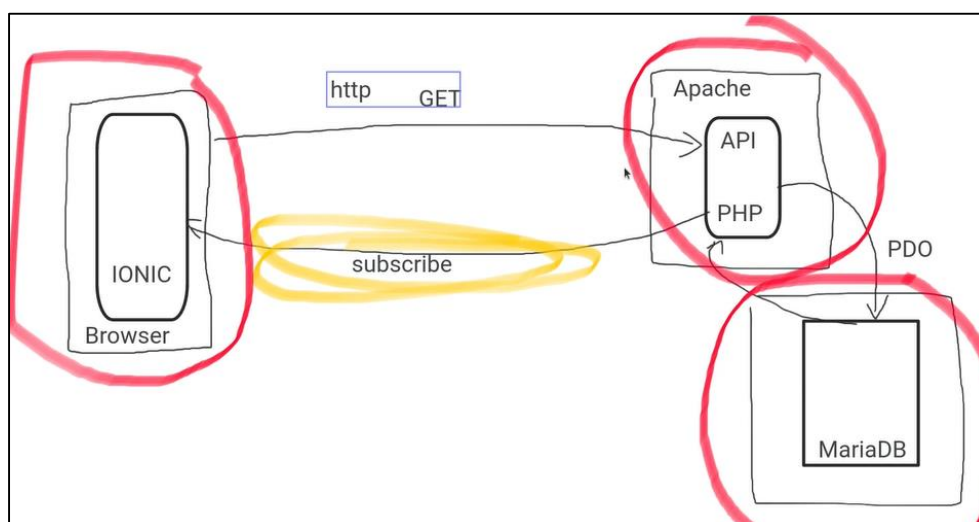 http
GET
Apache
API
PHP
PDO
subscribe
IONIC
Browser
MariaDB